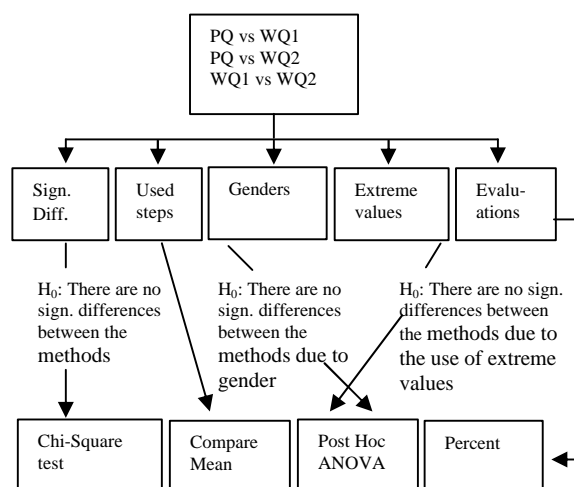 PQ vs WQ1
PQ vs WQ2
WQ1 vs WQ2
Sign.
Diff.
Used
steps
Genders
Extreme
values
Evalu-
ations
H₀: There are no
sign. differences
between the
methods
H₀: There are no
sign. differences
between the
methods due to
gender
H₀: There are no sign.
differences between
the methods due to
the use of extreme
values
Chi-Square
test
Compare
Mean
Post Hoc
ANOVA
Percent